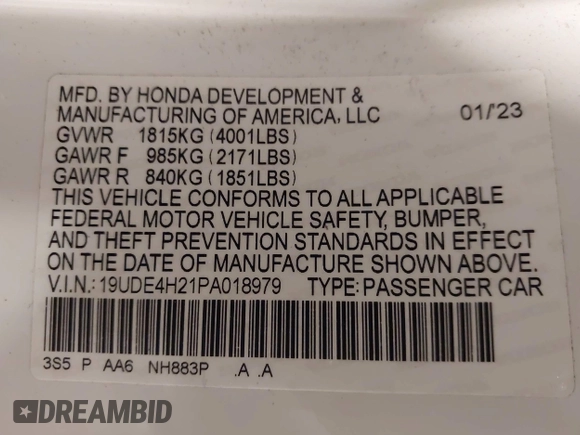 MFD. BY HONDA DEVELOPMENT &
MANUFACTURING OF AMERICA, LLC 01/'23
GVWR 1815KG (4001LBS)
GAWR F 985KG (2171LBS)
GAWR R 840KG (1851LBS)
THIS VEHICLE CONFORMS TO ALL APPLICABLE
FEDERAL MOTOR VEHICLE SAFETY, BUMPER,
AND THEFT PREVENTION STANDARDS IN EFFECT
ON THE DATE OF MANUFACTURE SHOWN ABOVE.
V.I.N.: 19UDE4H21PA018979 TYPE: PASSENGER CAR
3S5 P AA6 NH883P .A .A
DREAMBID